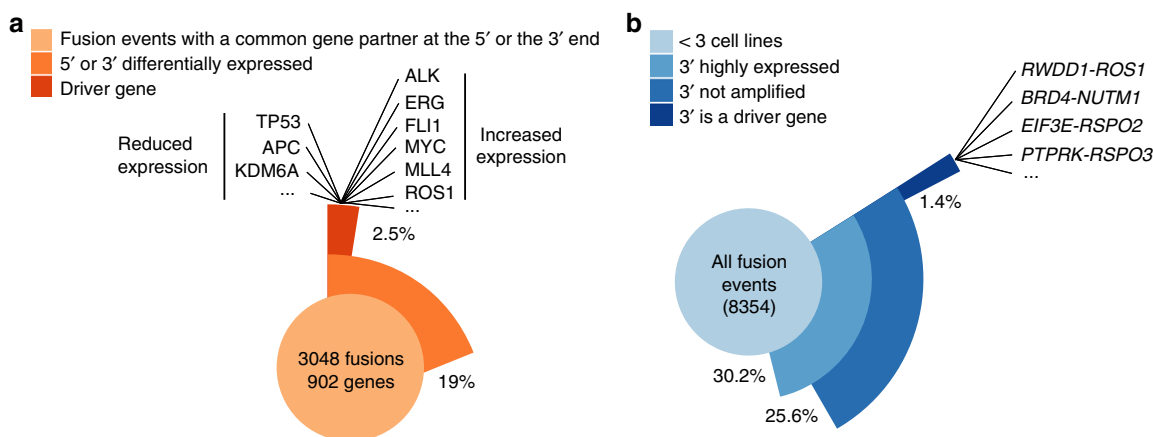 a
Fusion events with a common gene partner at the 5′ or the 3′ end
5′ or 3′ differentially expressed
Driver gene
Reduced
expression
TP53
APC
KDM6A
...
ALK
ERG
FLI1
MYC
MLL4
ROS1
...
Increased
expression
2.5%
3048 fusions
902 genes
19%
b
< 3 cell lines
3′ highly expressed
3′ not amplified
3′ is a driver gene
RWDD1-ROS1
BRD4-NUTM1
EIF3E-RSPO2
PTPRK-RSPO3
...
1.4%
All fusion
events
(8354)
30.2%
25.6%